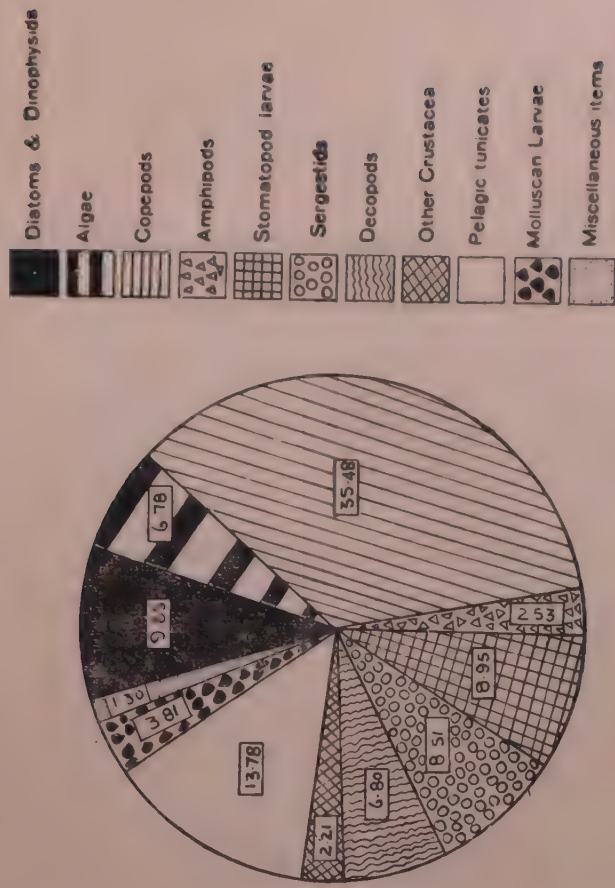 Diatoms & Dinophysids
Algae
Copepods
Amphipods
Stomatopod larvae
Sergestids
Decopods
Other Crustacea
Pelagic tunicates
Molluscan Larvae
Miscellaneous items
6·78
35·48
2 53
8·95
8 51
6·80
2·21
13·78
3·81
1·30